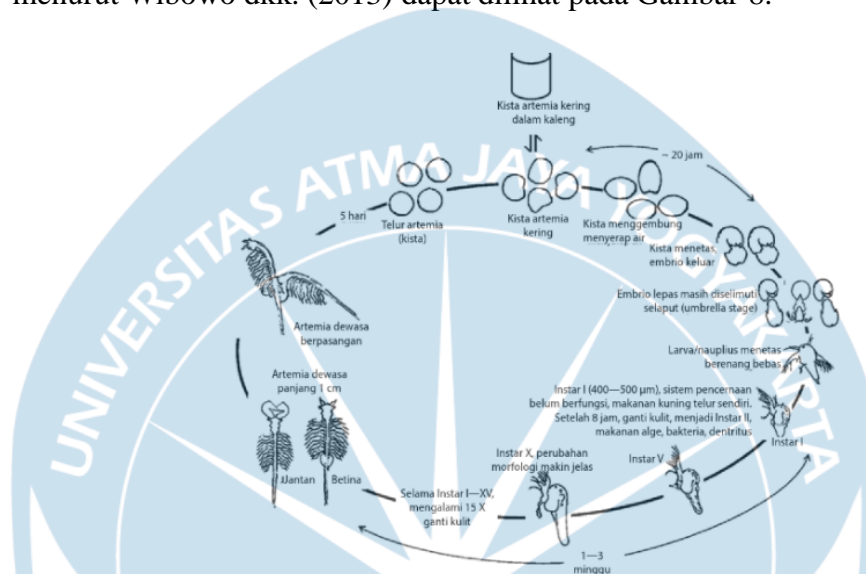 menurut Wibowo dkk. (2013) dapat dilihat pada Gambar 8.
Kista artemia kering
dalam kaleng
~ 20 jam
5 hari
Telur artemia
(kista)
Kista artemia
kering
Kista menggembung
menyerap air
Kista menetas,
embrio keluar
Embrio lepas masih diselimuti
selaput (umbrella stage)
Larva/nauplius menetas
berenang bebas
Instar I (400—500 µm), sistem pencernaan
belum berfungsi, makanan kuning telur sendiri.
Setelah 8 jam, ganti kulit, menjadi Instar II,
makanan alge, bakteria, dentritus
Instar I
Instar V
Instar X, perubahan
morfologi makin jelas
Selama Instar I—XV,
mengalami 15 X
ganti kulit
1—3
minggu
Artemia dewasa
berpasangan
Artemia dewasa
panjang 1 cm
Jantan
Betina
UNIVERSITAS ATMA JAYA YOGYAKARTA